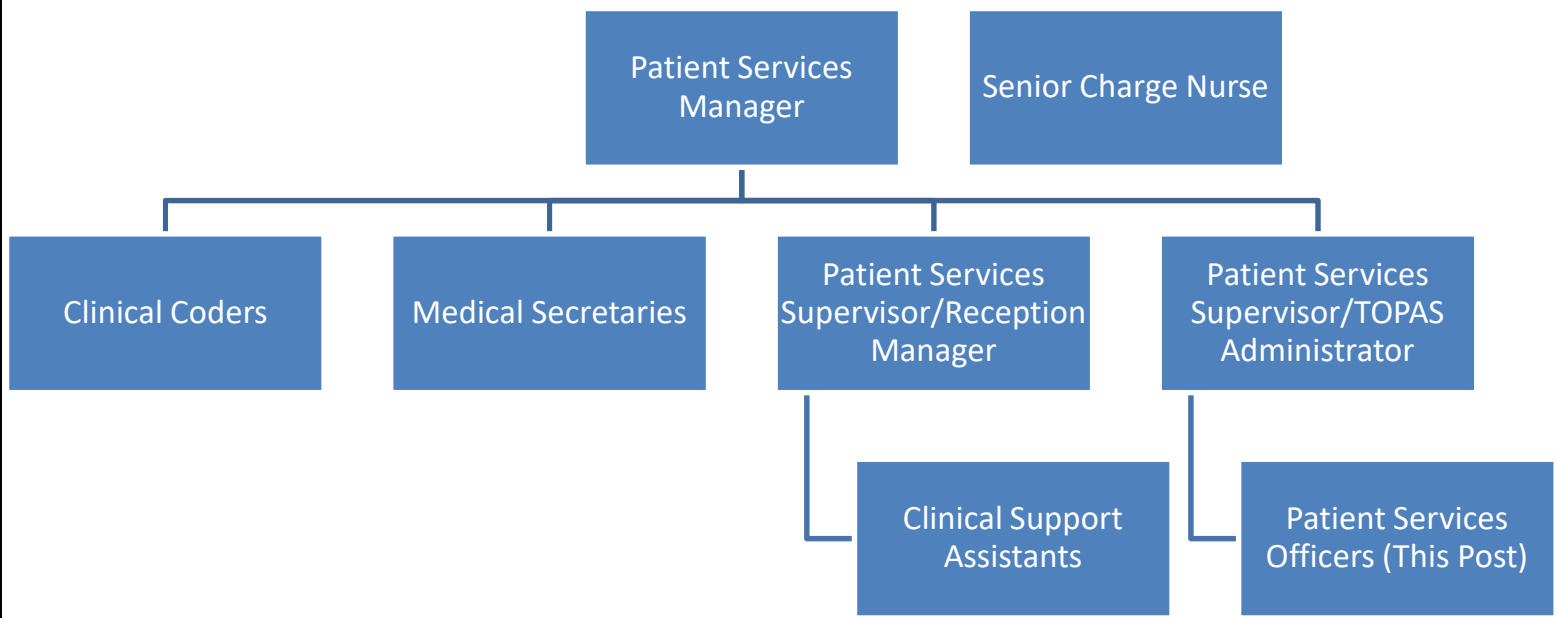 Patient Services
Manager
Senior Charge Nurse
Clinical Coders
Medical Secretaries
Patient Services
Supervisor/Reception
Manager
Patient Services
Supervisor/TOPAS
Administrator
Clinical Support
Assistants
Patient Services
Officers (This Post)